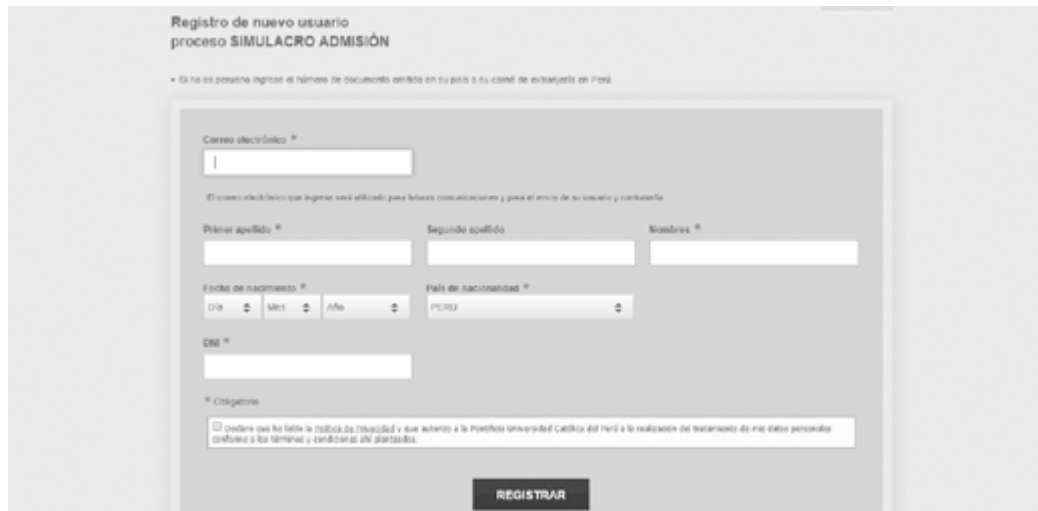 Registro de nuevo usuario
proceso SIMULACRO ADMISIÓN
• Si no es peruano ingrese el número de documento emitido en su país o su carné de extranjería en Perú.
Correo electrónico *
El correo electrónico que ingrese será utilizado para futuras comunicaciones y para el envío de su usuario y contraseña
Primer apellido * Segundo apellido Nombres *
Fecha de nacimiento * País de nacionalidad *
Día Mes Año PERU
DNI *
* Obligatorio
Declaro que he leído la Política de Privacidad y que autorizo a la Pontificia Universidad Católica del Perú a la realización del tratamiento de mis datos personales
conforme a los términos y condiciones ahí planteados.
REGISTRAR